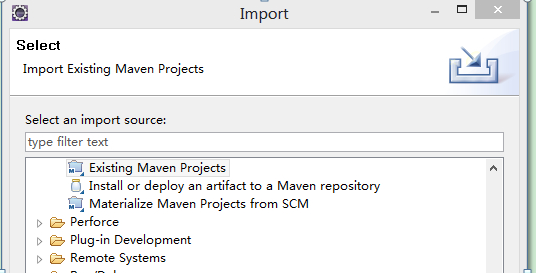 Import
Select
Import Existing Maven Projects
Select an import source:
type filter text
Existing Maven Projects
Install or deploy an artifact to a Maven repository
Materialize Maven Projects from SCM
Perforce
Plug-in Development
Remote Systems